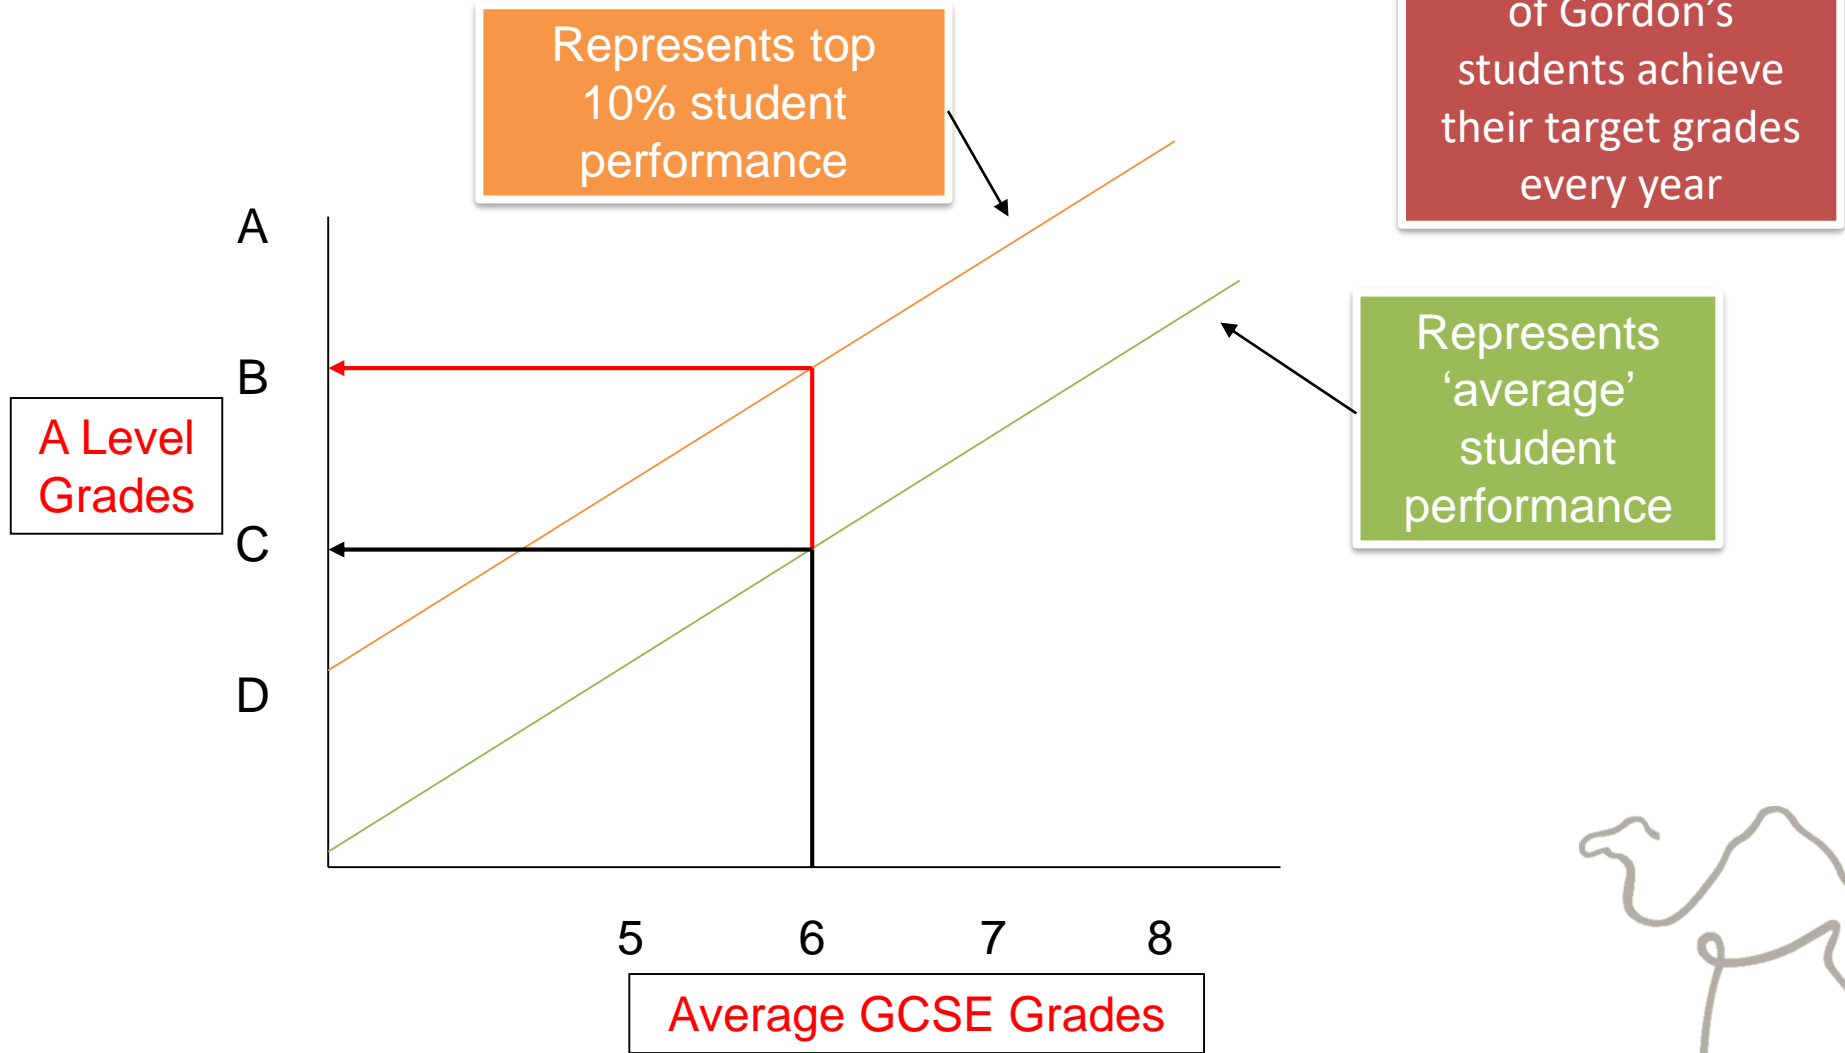 Represents top
10% student
performance
of Gordon's
students achieve
their target grades
every year
A
B
A Level
Grades
C
D
Represents
‘average’
student
performance
5 6 7 8
Average GCSE Grades